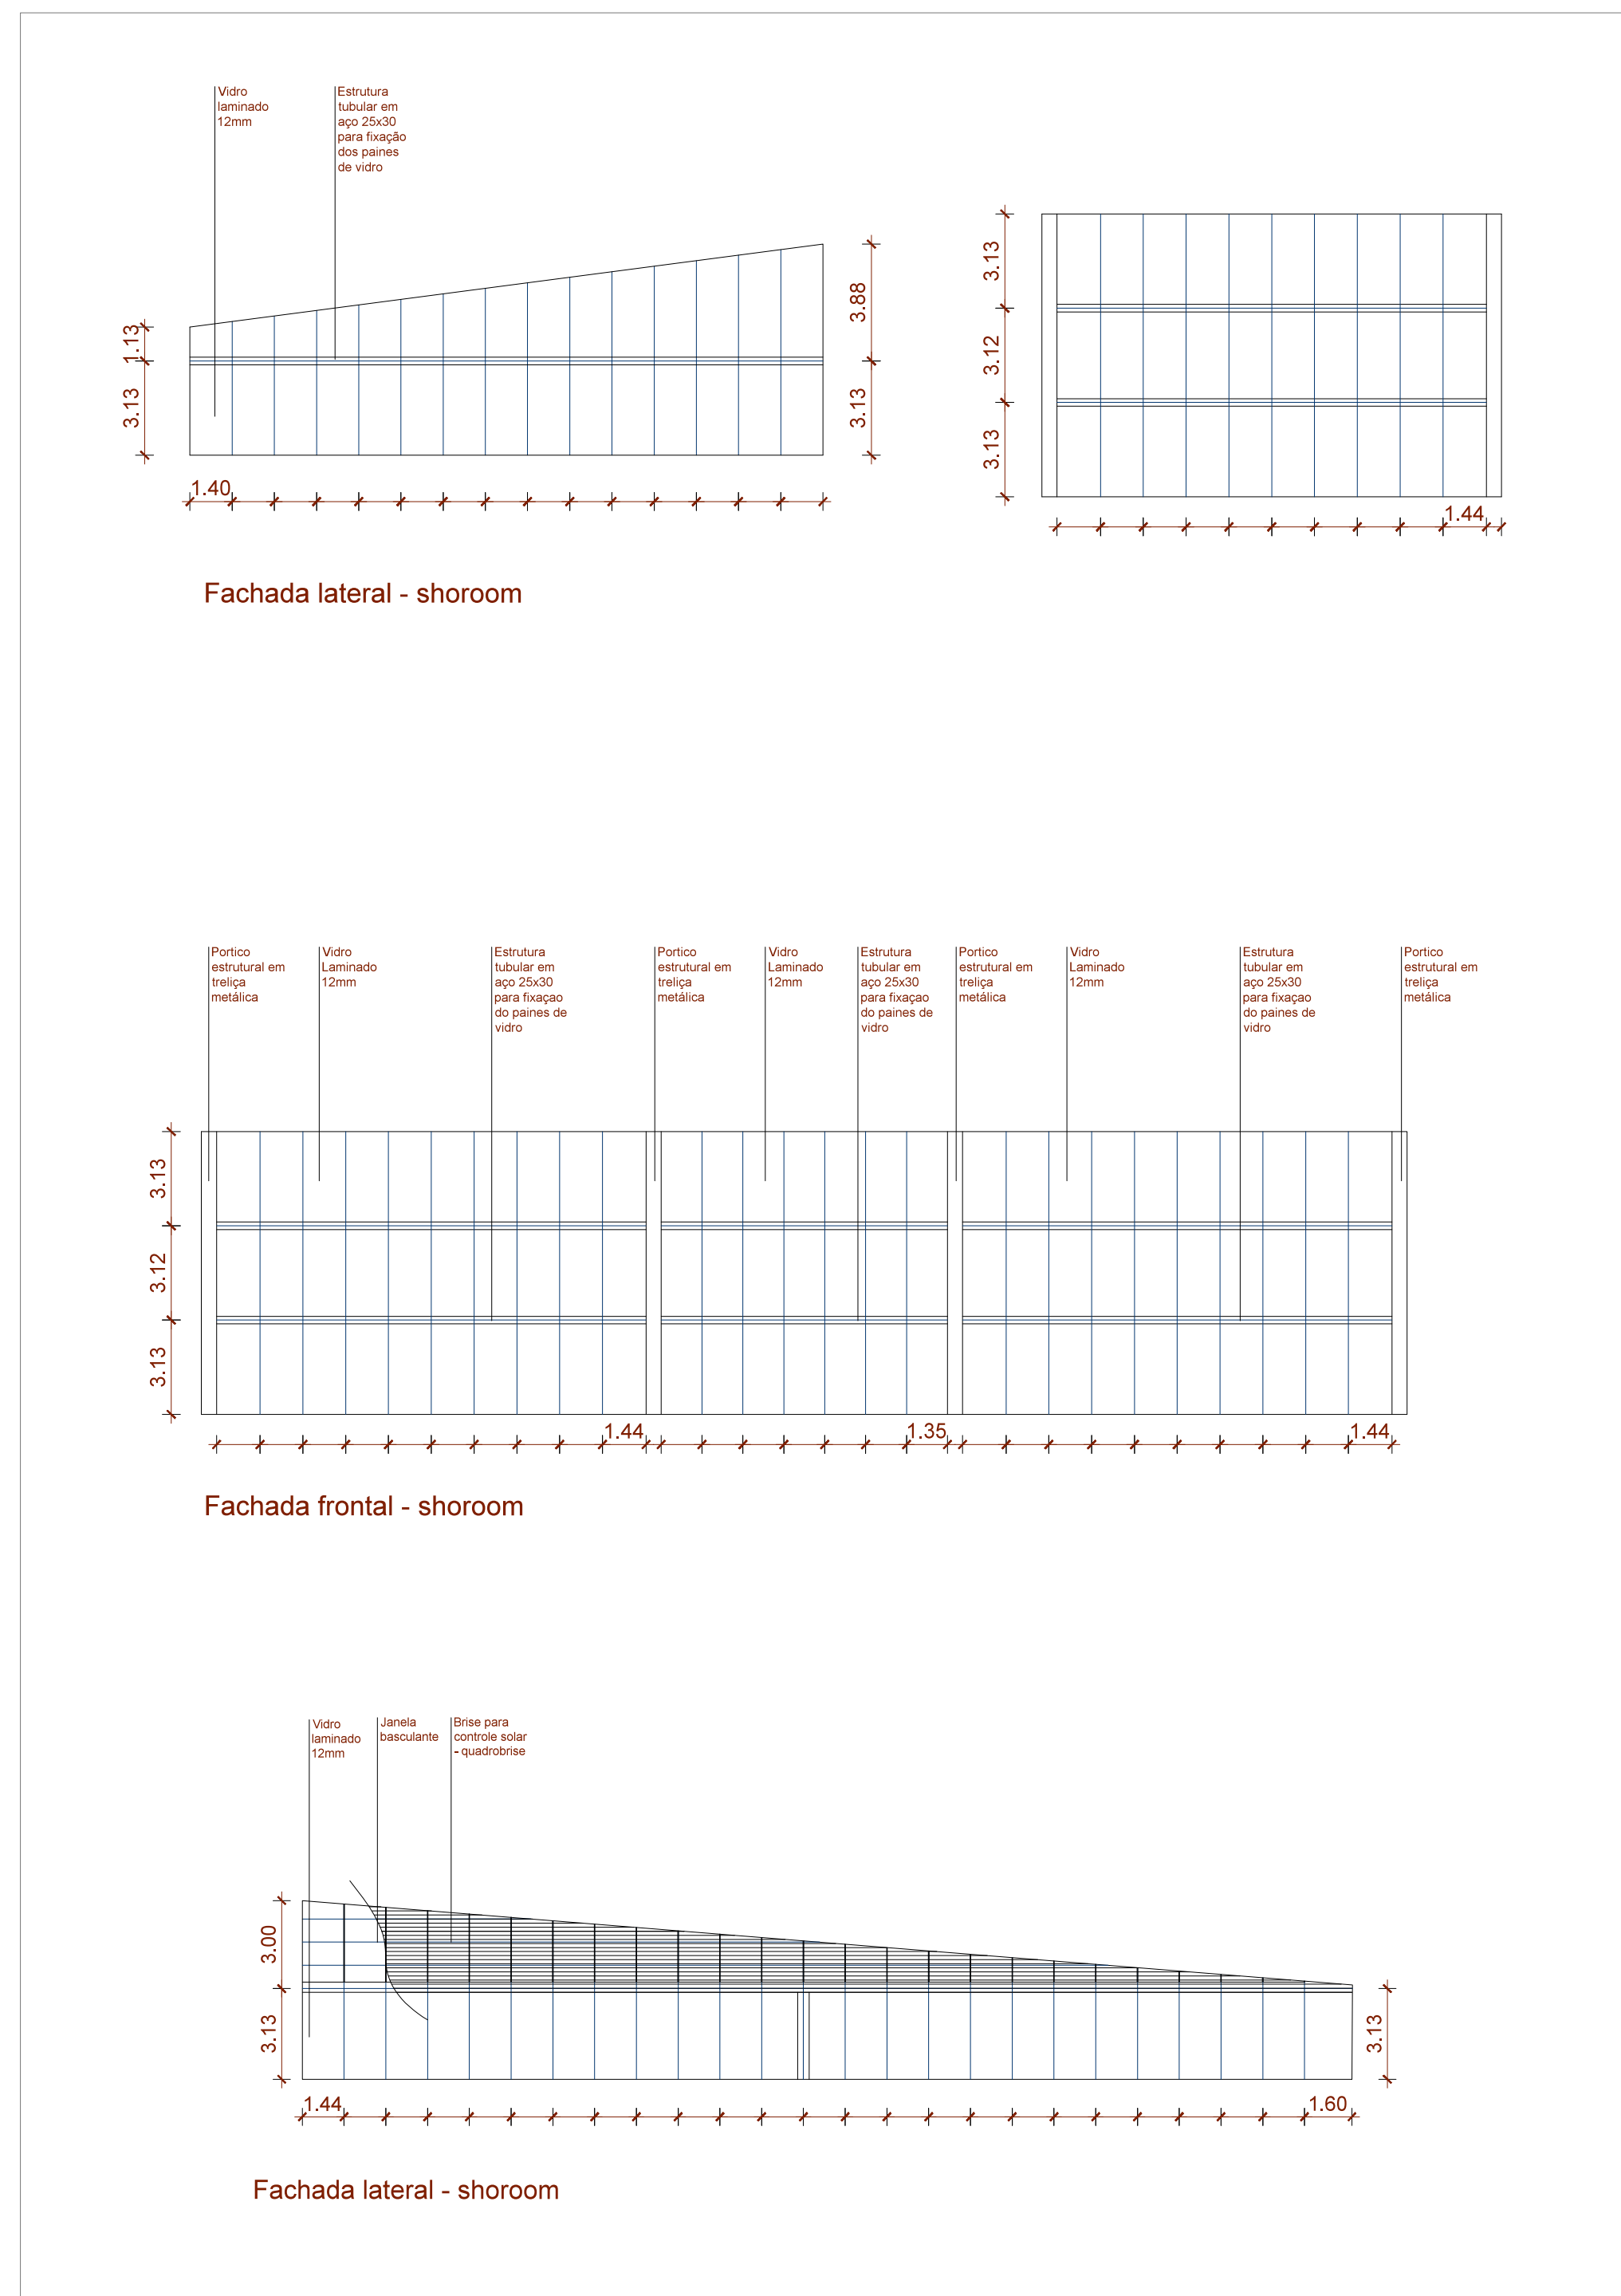 Vidro
laminado
12mm
Estrutura
tubular em
aço 25x30
para fixação
dos paines
de vidro
1.13
3.13
3.88
3.13
1.40
3.13
3.12
3.13
1.44
Fachada lateral - shoroom
Portico
estrutural em
treliça
metálica
Vidro
Laminado
12mm
Estrutura
tubular em
aço 25x30
para fixaçao
do paines de
vidro
Portico
estrutural em
treliça
metálica
Vidro
Laminado
12mm
Estrutura
tubular em
aço 25x30
para fixaçao
do paines de
vidro
Portico
estrutural em
treliça
metálica
Vidro
Laminado
12mm
Estrutura
tubular em
aço 25x30
para fixaçao
do paines de
vidro
Portico
estrutural em
treliça
metálica
3.13
3.12
3.13
1.44
1.35
1.44
Fachada frontal - shoroom
Vidro
laminado
12mm
Janela
basculante
Brise para
controle solar
- quadrobrise
3.00
3.13
3.13
1.44
1.60
Fachada lateral - shoroom